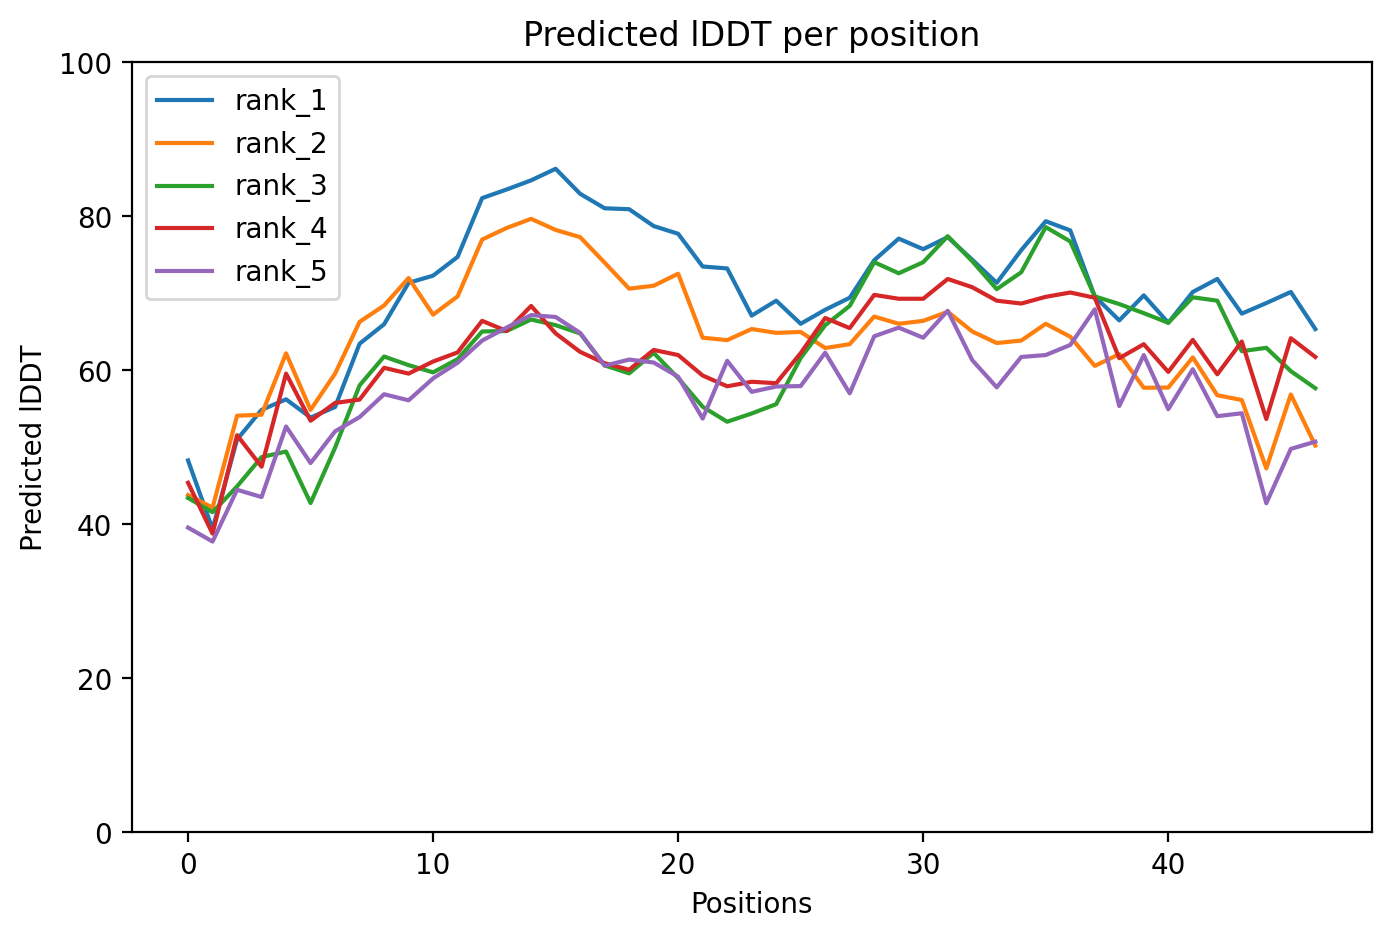 Predicted lDDT per position
100
80
60
40
20
0
Predicted lDDT
rank_1
rank_2
rank_3
rank_4
rank_5
0 10 20 30 40
Positions